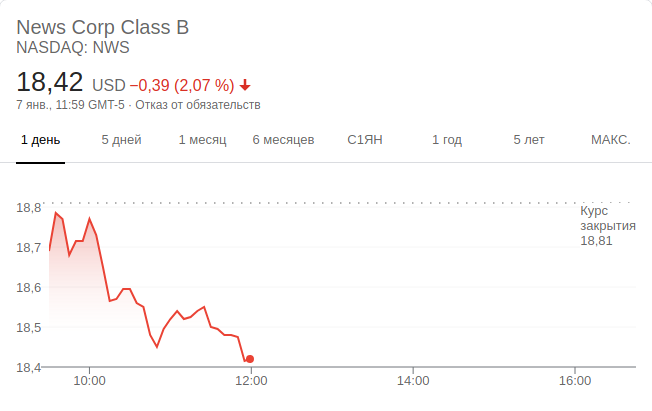 News Corp Class B
NASDAQ: NWS
18,42 USD −0,39 (2,07 %)
7 янв., 11:59 GMT-5 · Отказ от обязательств
1 день 5 дней 1 месяц 6 месяцев С1ЯН 1 год 5 лет МАКС.
18,8
Курс
закрытия
18,81
18,7
18,6
18,5
18,4
10:00 12:00 14:00 16:00